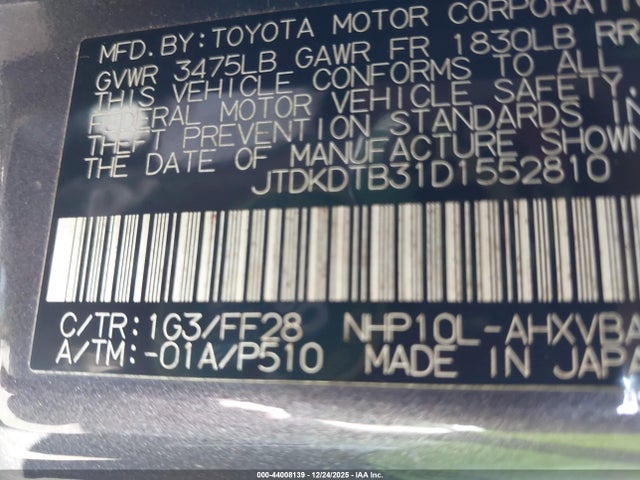 MFD. BY: TOYOTA MOTOR CORPORATION
GVWR 3475LB GAWR FR 1830LB RR
THIS VEHICLE CONFORMS TO ALL
FEDERAL MOTOR VEHICLE SAFETY,
THEFT PREVENTION STANDARDS IN
THE DATE OF MANUFACTURE SHOWN
JTDKDTB31D1552810
C/TR: 1G3/FF28 NHP10L-AHXVBA
A/TM: -01A/P510 MADE IN JAPA
000-44008139 - 12/24/2025 - IAAI, Inc.